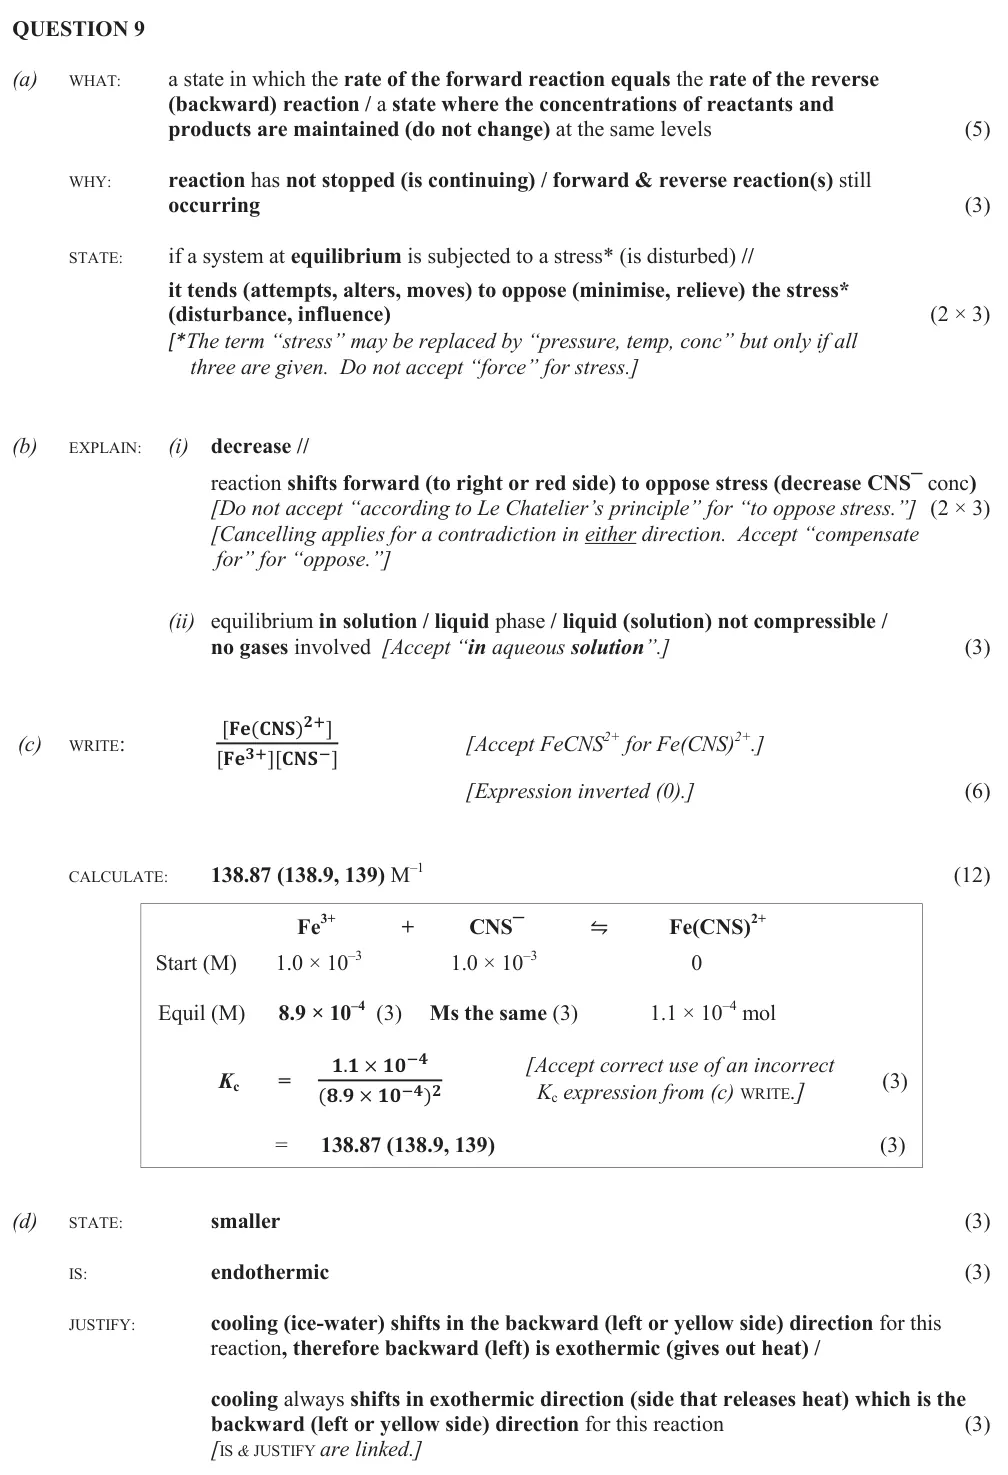 QUESTION 9
(a) WHAT: a state in which the rate of the forward reaction equals the rate of the reverse
(backward) reaction / a state where the concentrations of reactants and
products are maintained (do not change) at the same levels (5)
WHY: reaction has not stopped (is continuing) / forward & reverse reaction(s) still
occurring (3)
STATE: if a system at equilibrium is subjected to a stress* (is disturbed) //
it tends (attempts, alters, moves) to oppose (minimise, relieve) the stress*
(disturbance, influence) (2 × 3)
[*The term “stress” may be replaced by “pressure, temp, conc” but only if all
three are given. Do not accept “force” for stress.]
(b) EXPLAIN: (i) decrease //
reaction shifts forward (to right or red side) to oppose stress (decrease CNS⁻ conc)
[Do not accept “according to Le Chatelier’s principle” for “to oppose stress.”] (2 × 3)
[Cancelling applies for a contradiction in either direction. Accept “compensate
for” for “oppose.”]
(ii) equilibrium in solution / liquid phase / liquid (solution) not compressible /
no gases involved [Accept “in aqueous solution”.] (3)
(c) WRITE: [Fe(CNS)²⁺] / [Fe³⁺][CNS⁻] [Accept FeCNS²⁺ for Fe(CNS)²⁺.]
[Expression inverted (0).] (6)
CALCULATE: 138.87 (138.9, 139) M⁻¹ (12)
Fe³⁺ + CNS⁻ ⇋ Fe(CNS)²⁺
Start (M) 1.0 × 10⁻³ 1.0 × 10⁻³ 0
Equil (M) 8.9 × 10⁻⁴ (3) Ms the same (3) 1.1 × 10⁻⁴ mol
Kc = 1.1 × 10⁻⁴ / (8.9 × 10⁻⁴)² [Accept correct use of an incorrect
Kc expression from (c) WRITE.] (3)
= 138.87 (138.9, 139) (3)
(d) STATE: smaller (3)
IS: endothermic (3)
JUSTIFY: cooling (ice-water) shifts in the backward (left or yellow side) direction for this
reaction, therefore backward (left) is exothermic (gives out heat) /
cooling always shifts in exothermic direction (side that releases heat) which is the
backward (left or yellow side) direction for this reaction (3)
[IS & JUSTIFY are linked.]